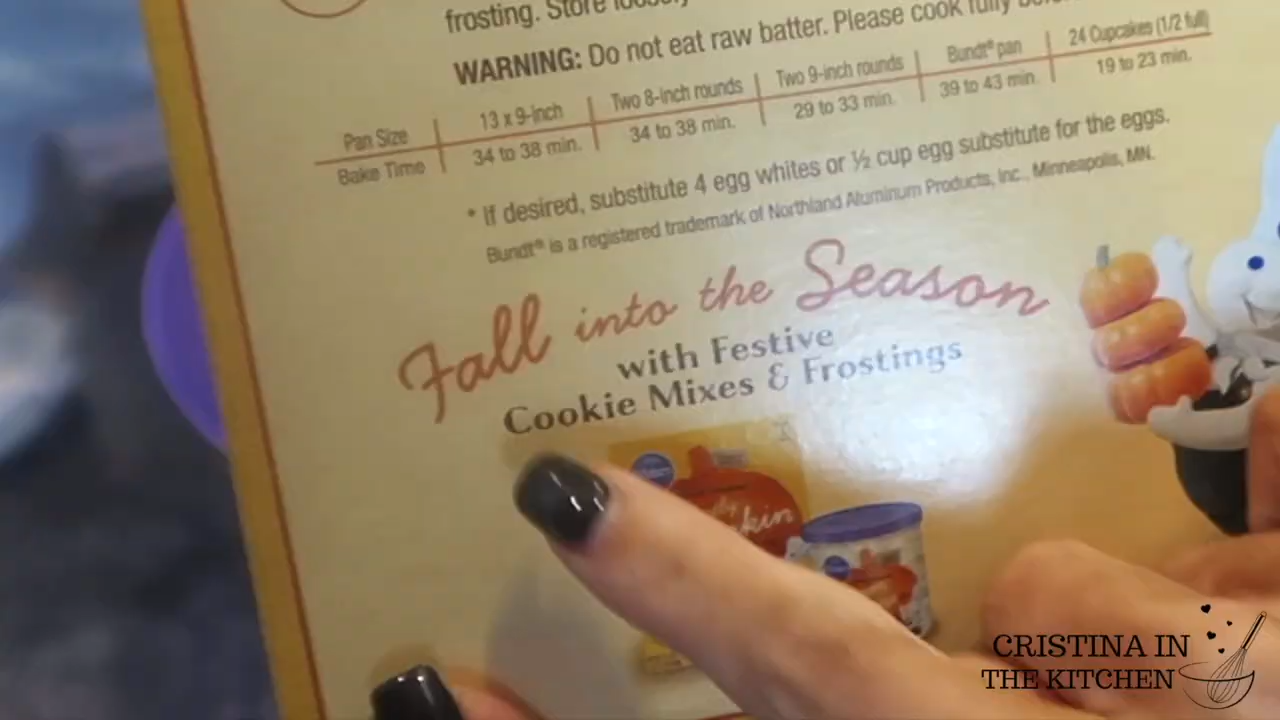 frosting. Store loosely
WARNING: Do not eat raw batter. Please cook fully
Pan Size 13 x 9-inch Two 8-inch rounds Two 9-inch rounds Bundt® pan 24 Cupcakes (1/2 full)
Bake Time 34 to 38 min. 34 to 38 min. 29 to 33 min. 39 to 43 min. 19 to 23 min.
* If desired, substitute 4 egg whites or ½ cup egg substitute for the eggs.
Bundt® is a registered trademark of Northland Aluminum Products, Inc., Minneapolis, MN.
Fall into the Season
with Festive
Cookie Mixes & Frostings
CRISTINA IN
THE KITCHEN